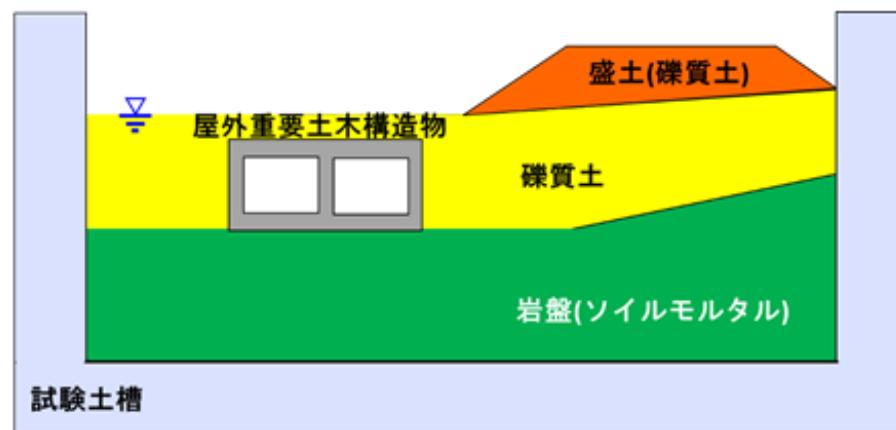 盛土(礫質土)
屋外重要土木構造物
礫質土
岩盤(ソイルモルタル)
試験土槽